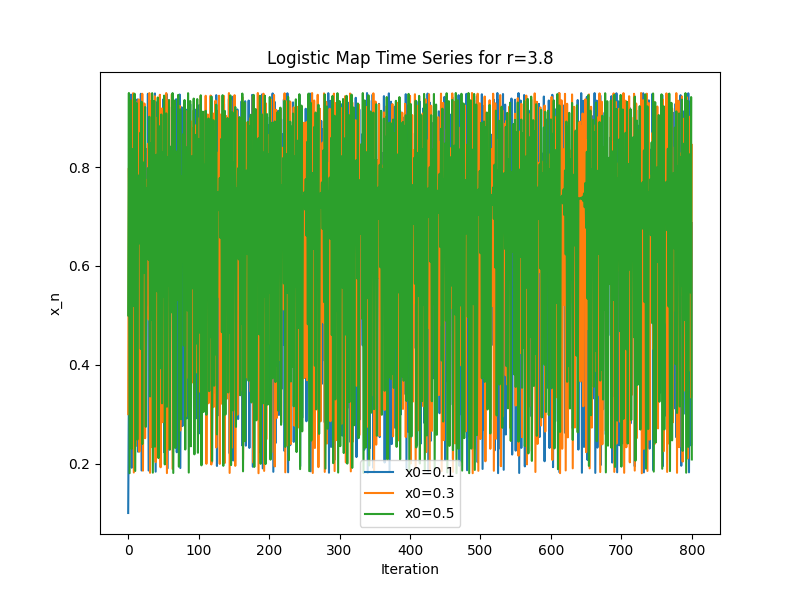 Logistic Map Time Series for r=3.8
x_n
0.8
0.6
0.4
0.2
x0=0.1
x0=0.3
x0=0.5
0 100 200 300 400 500 600 700 800
Iteration